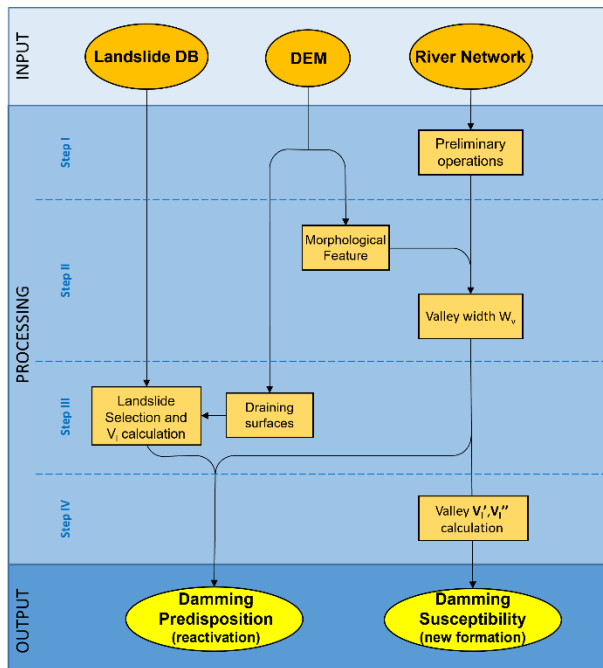 INPUT
Landslide DB
DEM
River Network
PROCESSING
Step I
Preliminary
operations
Step II
Morphological
Feature
Valley width Wv
Step III
Landslide
Selection and
Vl calculation
Draining
surfaces
Step IV
Valley Vl',Vl''
calculation
OUTPUT
Damming
Predisposition
(reactivation)
Damming
Susceptibility
(new formation)